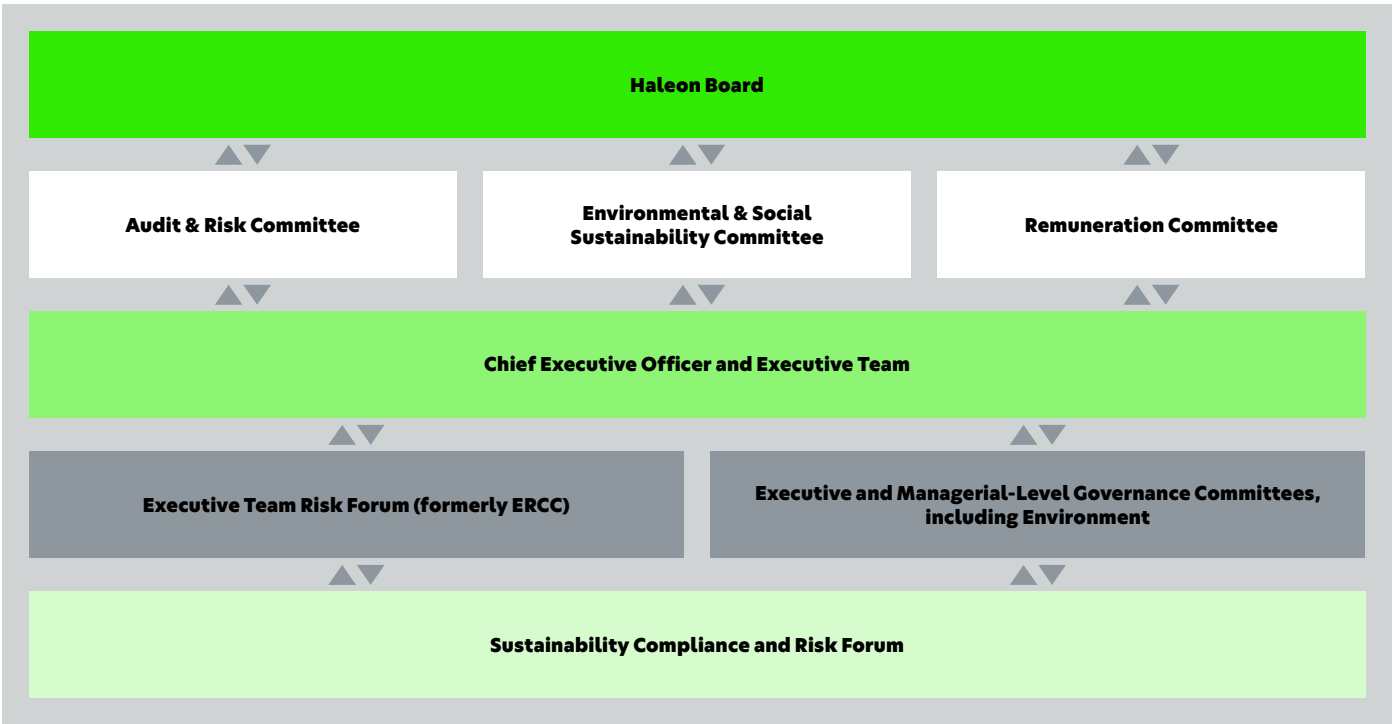 Haleon Board
Audit & Risk Committee
Environmental & Social
Sustainability Committee
Remuneration Committee
Chief Executive Officer and Executive Team
Executive Team Risk Forum (formerly ERCC)
Executive and Managerial-Level Governance Committees,
including Environment
Sustainability Compliance and Risk Forum